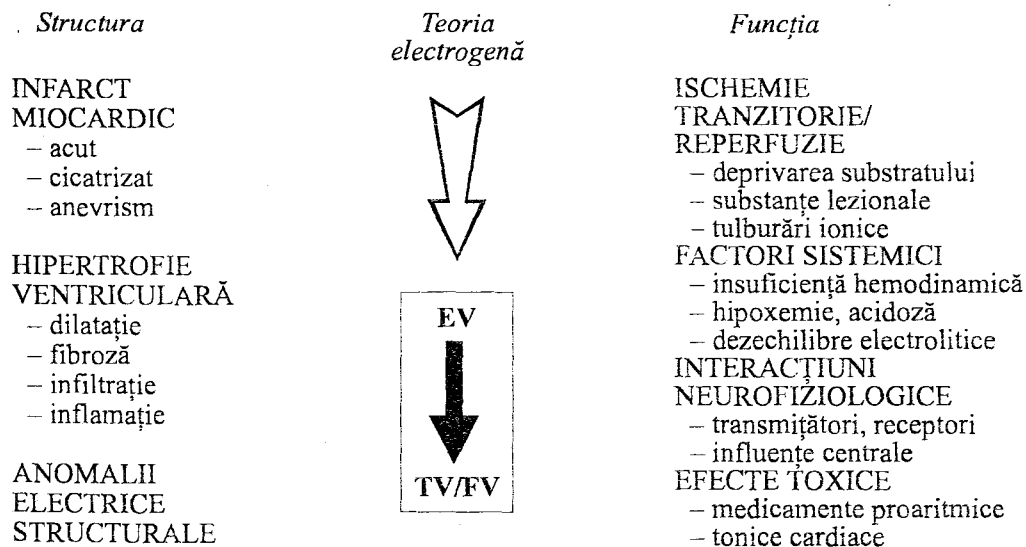 Structura
INFARCT
MIOCARDIC
– acut
– cicatrizat
– anevrism
HIPERTROFIE
VENTRICULARĂ
– dilatație
– fibroză
– infiltrație
– inflamație
ANOMALII
ELECTRICE
STRUCTURALE
Teoria
electrogenă
EV
TV/FV
Funcția
ISCHEMIE
TRANZITORIE/
REPERFUZIE
– deprivarea substratului
– substanțe lezionale
– tulburări ionice
FACTORI SISTEMICI
– insuficiență hemodinamică
– hipoxemie, acidoză
– dezechilibre electrolitice
INTERACȚIUNI
NEUROFIZIOLOGICE
– transmițători, receptori
– influențe centrale
EFECTE TOXICE
– medicamente proaritmice
– tonice cardiace